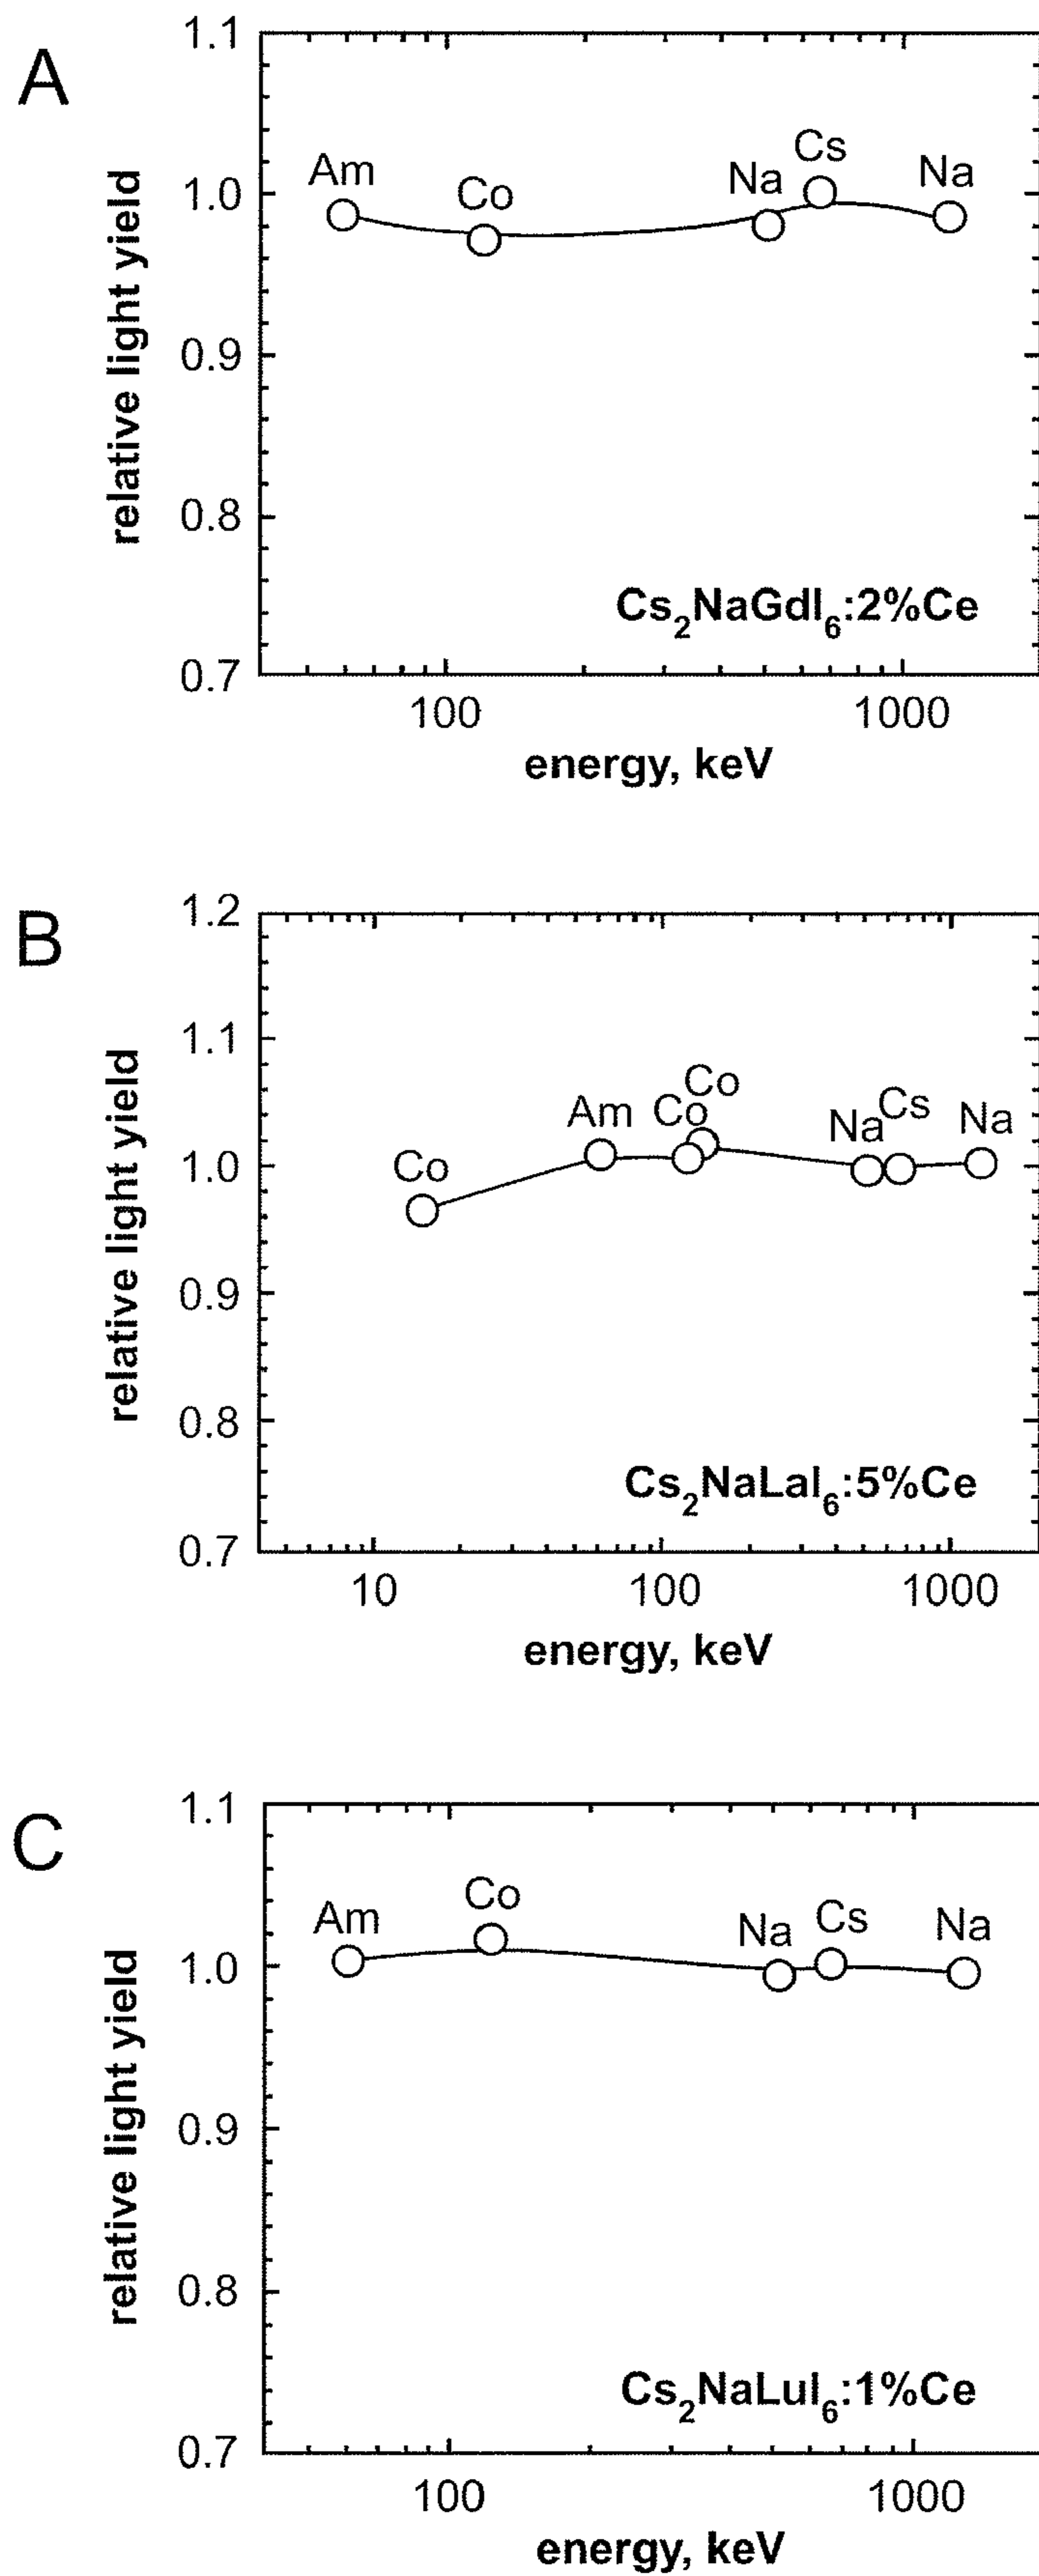 A
1.1
1.0
0.9
0.8
0.7
relative light yield
Am
Co
Na
Cs
Na
Cs₂NaGdI₆:2%Ce
100
1000
energy, keV
B
1.2
1.1
1.0
0.9
0.8
0.7
relative light yield
Co
Am
Co
Co
Na
Cs
Na
Cs₂NaLaI₆:5%Ce
10
100
1000
energy, keV
C
1.1
1.0
0.9
0.8
0.7
relative light yield
Am
Co
Na
Cs
Na
Cs₂NaLuI₆:1%Ce
100
1000
energy, keV